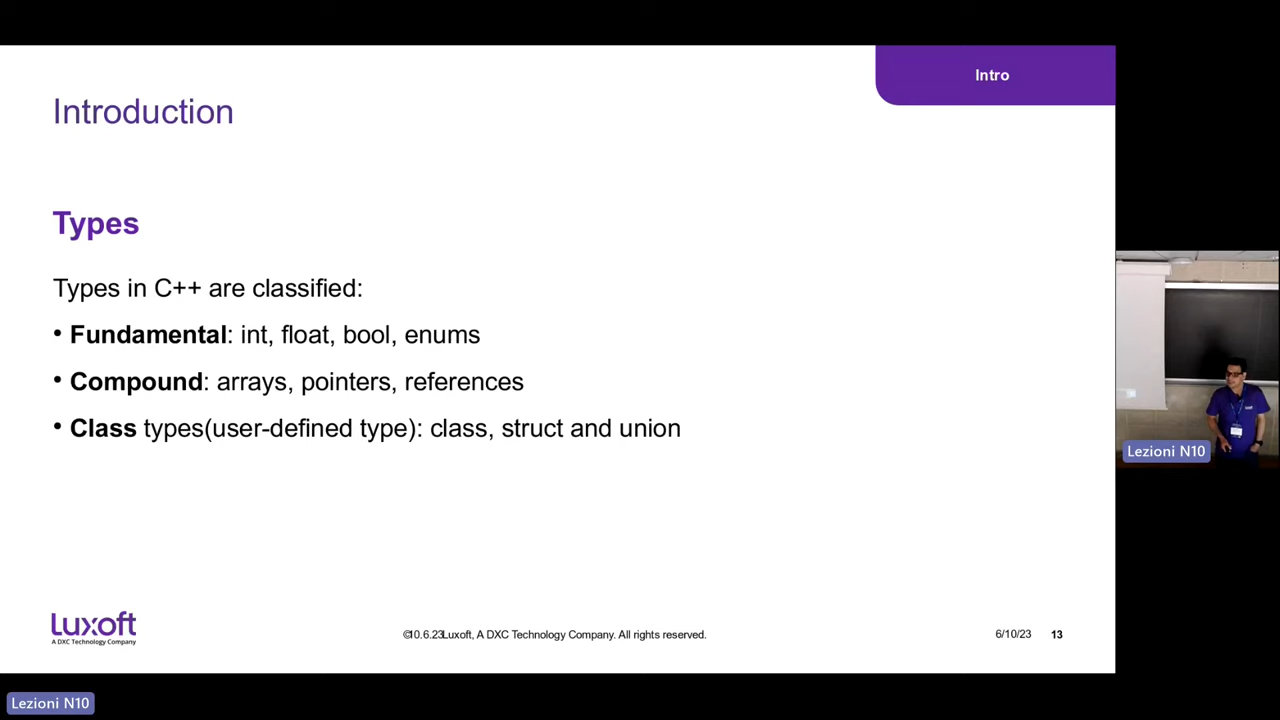 Intro
Introduction
Types
Types in C++ are classified:
• Fundamental: int, float, bool, enums
• Compound: arrays, pointers, references
• Class types(user-defined type): class, struct and union
Lezioni N10
Luxoft
A DXC Technology Company
©10.6.23Luxoft, A DXC Technology Company. All rights reserved.
6/10/23 13
Lezioni N10